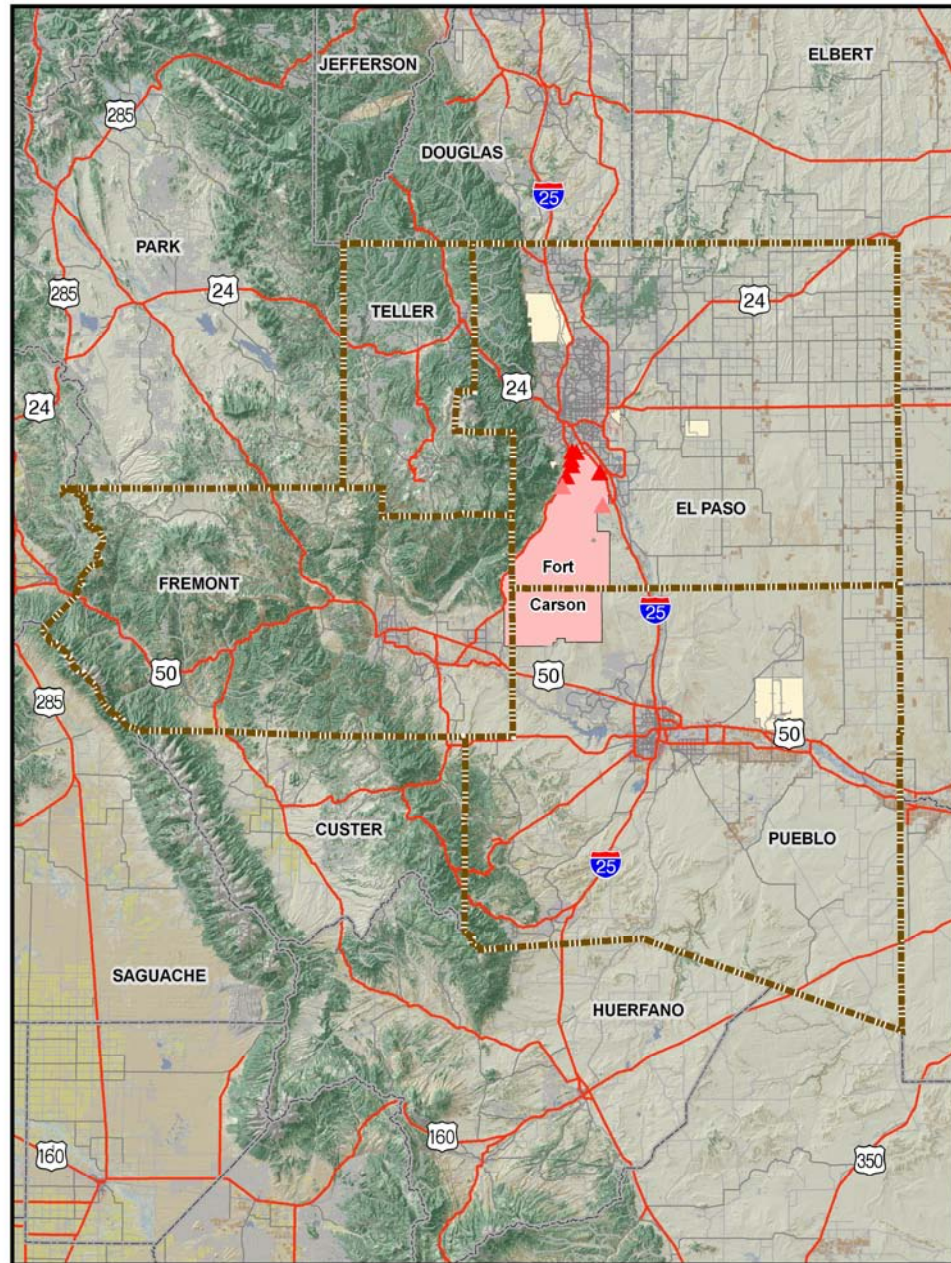 JEFFERSON
ELBERT
285
DOUGLAS
25
PARK
285
24
24
TELLER
24
24
EL PASO
FREMONT
Fort
Carson
25
50
50
285
50
CUSTER
PUEBLO
25
SAGUACHE
HUERFANO
160
160
350